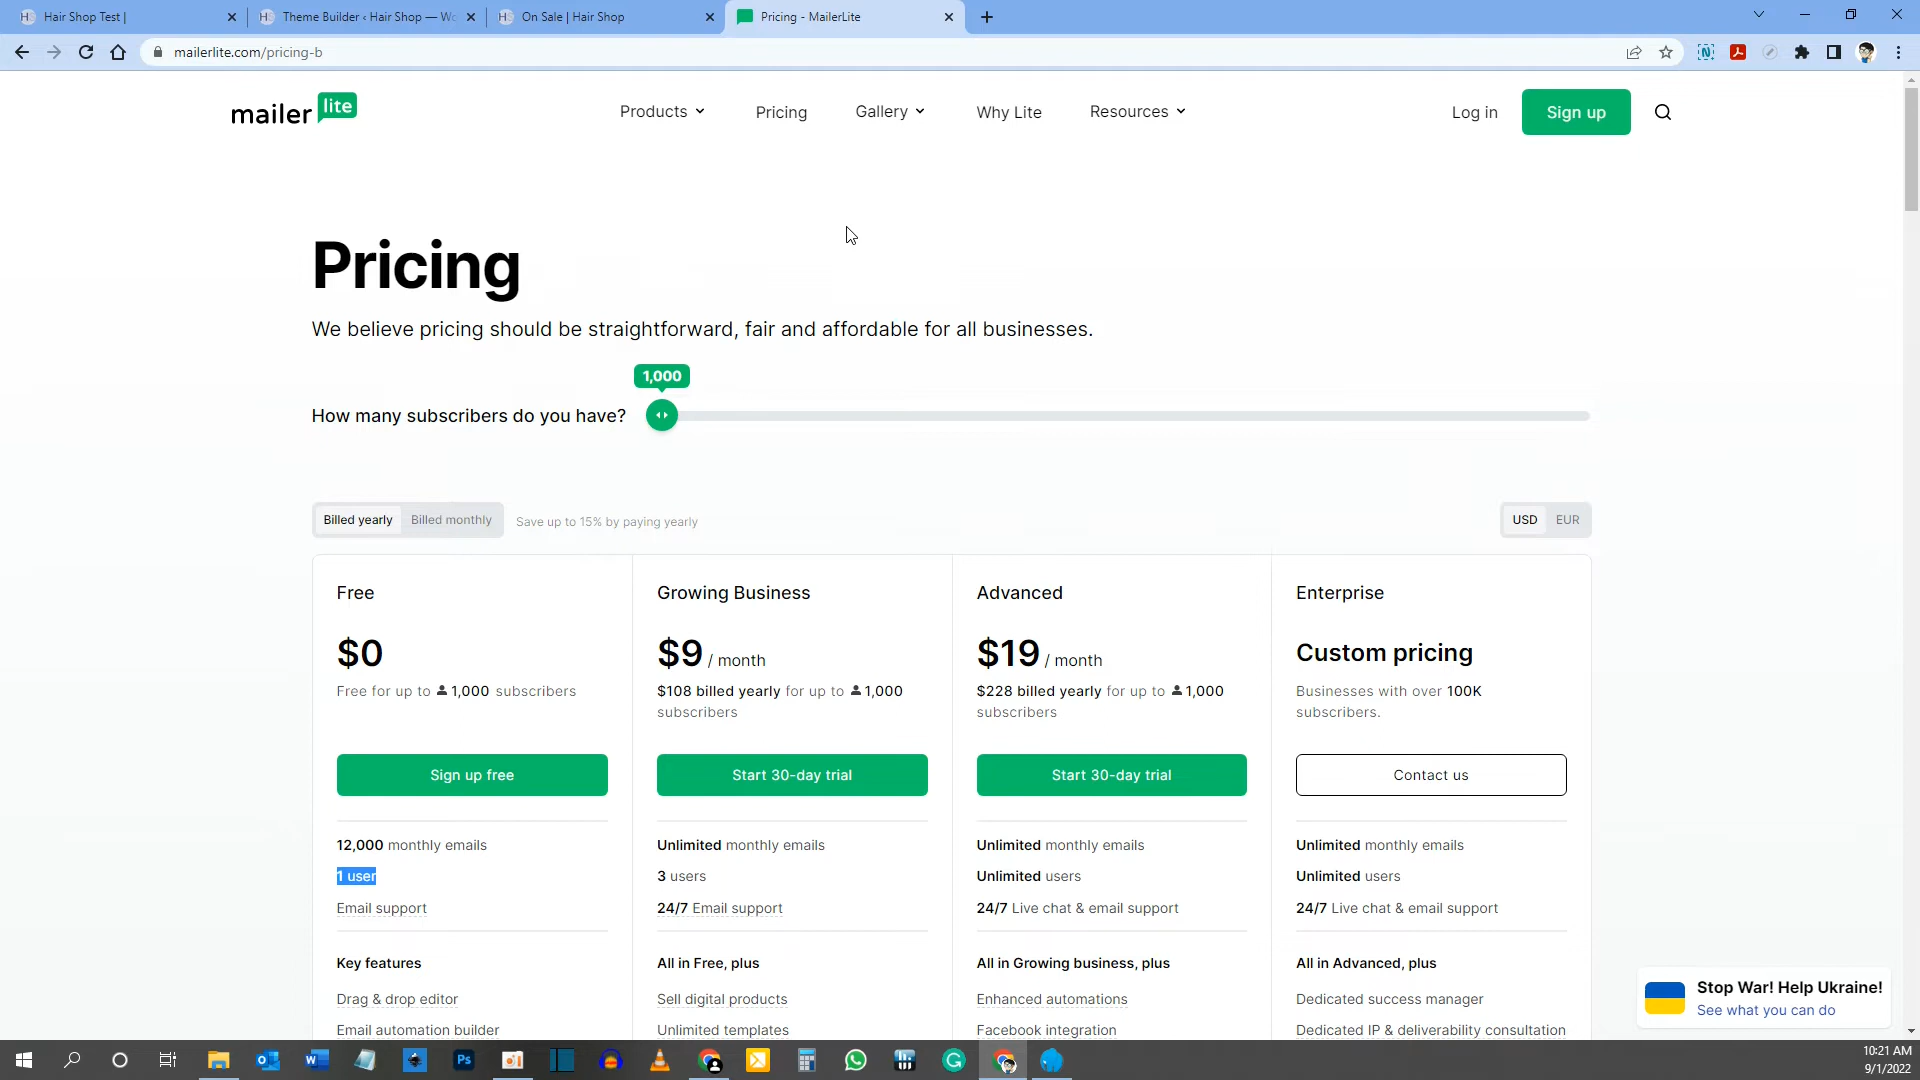 Hair Shop Test |
Theme Builder ‹ Hair Shop — Wo
On Sale | Hair Shop
Pricing - MailerLite
mailerlite.com/pricing-b
mailer lite
Products
Pricing
Gallery
Why Lite
Resources
Log in
Sign up
Pricing
We believe pricing should be straightforward, fair and affordable for all businesses.
1,000
How many subscribers do you have?
Billed yearly
Billed monthly
Save up to 15% by paying yearly
USD
EUR
Free
$0
Free for up to 1,000 subscribers
Sign up free
12,000 monthly emails
1 user
Email support
Key features
Drag & drop editor
Email automation builder
Growing Business
$9 / month
$108 billed yearly for up to 1,000
subscribers
Start 30-day trial
Unlimited monthly emails
3 users
24/7 Email support
All in Free, plus
Sell digital products
Unlimited templates
Advanced
$19 / month
$228 billed yearly for up to 1,000
subscribers
Start 30-day trial
Unlimited monthly emails
Unlimited users
24/7 Live chat & email support
All in Growing business, plus
Enhanced automations
Facebook integration
Enterprise
Custom pricing
Businesses with over 100K
subscribers.
Contact us
Unlimited monthly emails
Unlimited users
24/7 Live chat & email support
All in Advanced, plus
Dedicated success manager
Dedicated IP & deliverability consultation
Stop War! Help Ukraine!
See what you can do
10:21 AM
9/1/2022